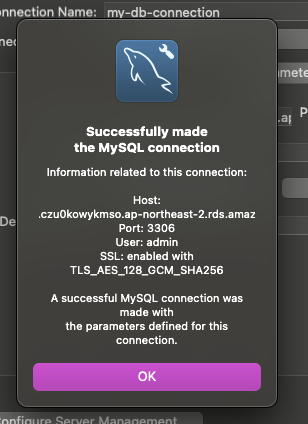 onnection Name:
my-db-connection
Successfully made
the MySQL connection
Information related to this connection:
Host:
.czu0kowykmso.ap-northeast-2.rds.amaz
Port: 3306
User: admin
SSL: enabled with
TLS_AES_128_GCM_SHA256
A successful MySQL connection was
made with
the parameters defined for this
connection.
OK
onfigure Server Management